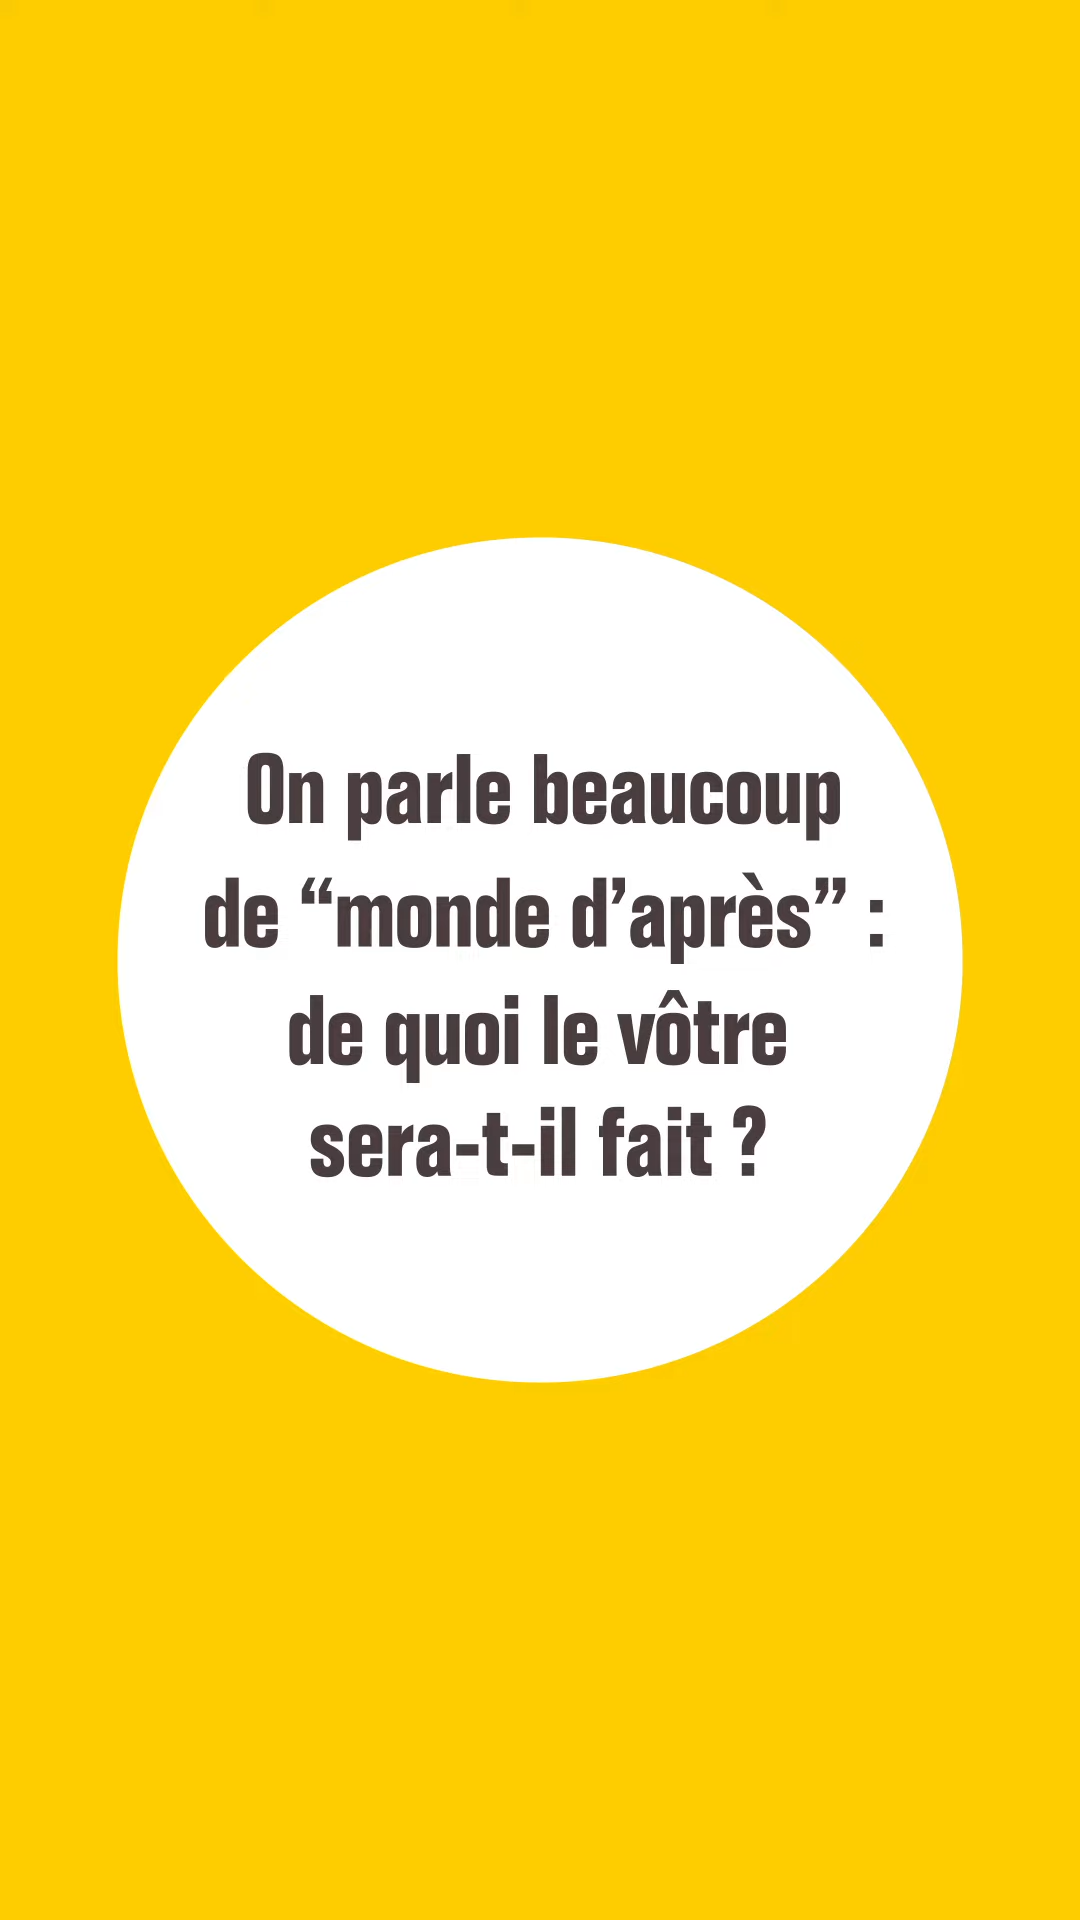 On parle beaucoup
de “monde d’après” :
de quoi le vôtre
sera-t-il fait ?